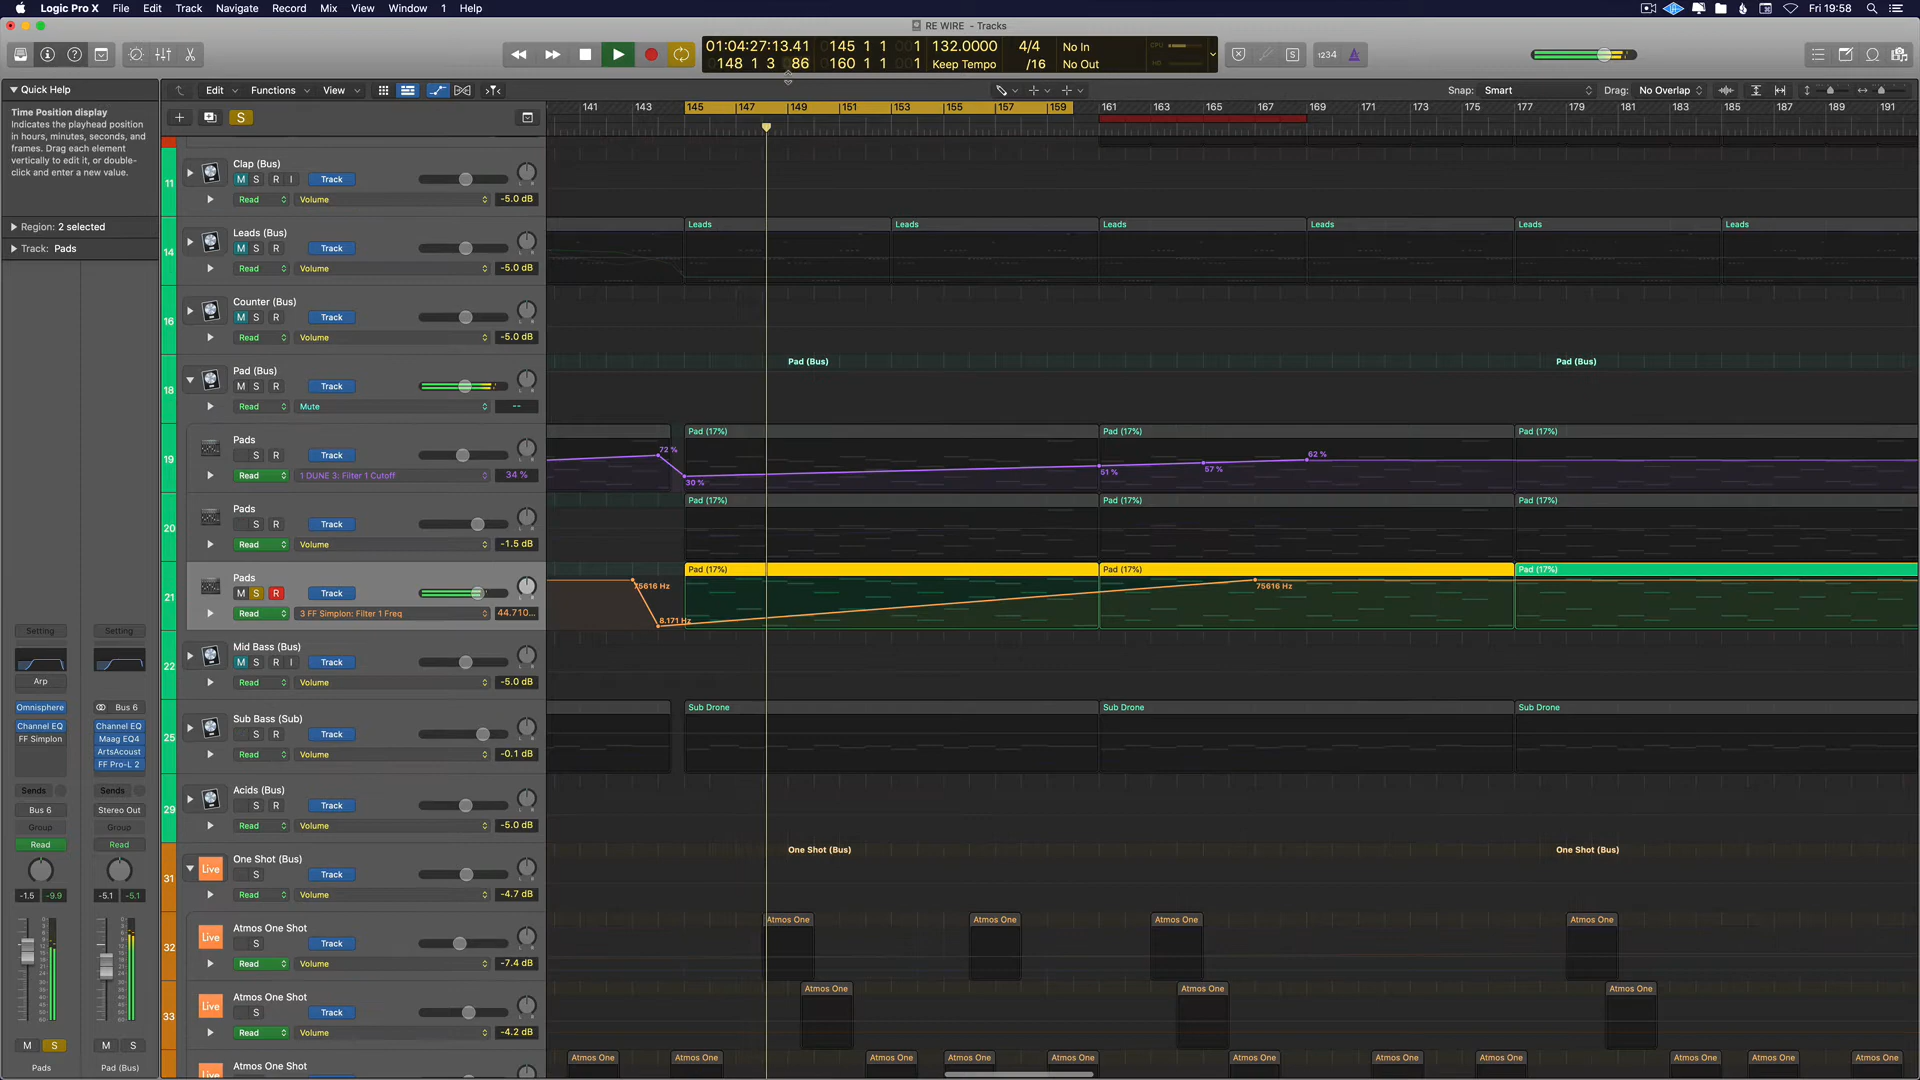 Logic Pro X File Edit Track Navigate Record Mix View Window 1 Help
Fri 19:58
RE WIRE - Tracks
01:04:27:13.41 0145 1 1 001 132.0000 4/4 No In CPU
0148 1 3 086 0160 1 1 001 Keep Tempo /16 No Out
1234
Quick Help
Edit Functions View
Snap: Smart
Drag: No Overlap
Time Position display
Indicates the playhead position
in hours, minutes, seconds, and
frames. Drag each element
vertically to edit it, or double-
click and enter a new value.
Region: 2 selected
Track: Pads
141 143 145 147 149 151 153 155 157 159 161 163 165 167 169 171 173 175 177 179 181 183 185 187 189 191
S
11
Clap (Bus)
M S R I Track
Read Volume -5.0 dB
14
Leads (Bus)
M S R Track
Read Volume -5.0 dB
Leads Leads Leads Leads Leads Leads
16
Counter (Bus)
M S R Track
Read Volume -5.0 dB
18
Pad (Bus)
M S R Track
Read Mute --
Pad (Bus) Pad (Bus)
19
Pads
S R Track
Read 1 DUNE 3: Filter 1 Cutoff 34 %
Pad (17%) Pad (17%) Pad (17%)
72 % 30 % 51 % 57 % 62 %
20
Pads
S R Track
Read Volume -1.5 dB
Pad (17%) Pad (17%) Pad (17%)
21
Pads
M S R Track
Read 3 FF Simplon: Filter 1 Freq 44.710...
Pad (17%) Pad (17%) Pad (17%)
75616 Hz 8.171 Hz 75616 Hz
22
Mid Bass (Bus)
M S R I Track
Read Volume -5.0 dB
25
Sub Bass (Sub)
S R Track
Read Volume -0.1 dB
Sub Drone Sub Drone Sub Drone
29
Acids (Bus)
S R Track
Read Volume -5.0 dB
31
Live
One Shot (Bus)
S Track
Read Volume -4.7 dB
One Shot (Bus) One Shot (Bus)
32
Live
Atmos One Shot
S Track
Read Volume -7.4 dB
Atmos One Atmos One Atmos One Atmos One
33
Live
Atmos One Shot
S Track
Read Volume -4.2 dB
Atmos One Atmos One Atmos One
Live
Atmos One Shot
Atmos One Atmos One Atmos One Atmos One Atmos One Atmos One Atmos One Atmos One Atmos One Atmos One Atmos One
Setting Setting
Arp
Omnisphere Bus 6
Channel EQ Channel EQ
FF Simplon Maag EQ4
ArtsAcoust
FF Pro-L 2
Sends Sends
Bus 6 Stereo Out
Group Group
Read Read
-1.5 -9.9 -5.1 -5.1
M S M S
Pads Pad (Bus)